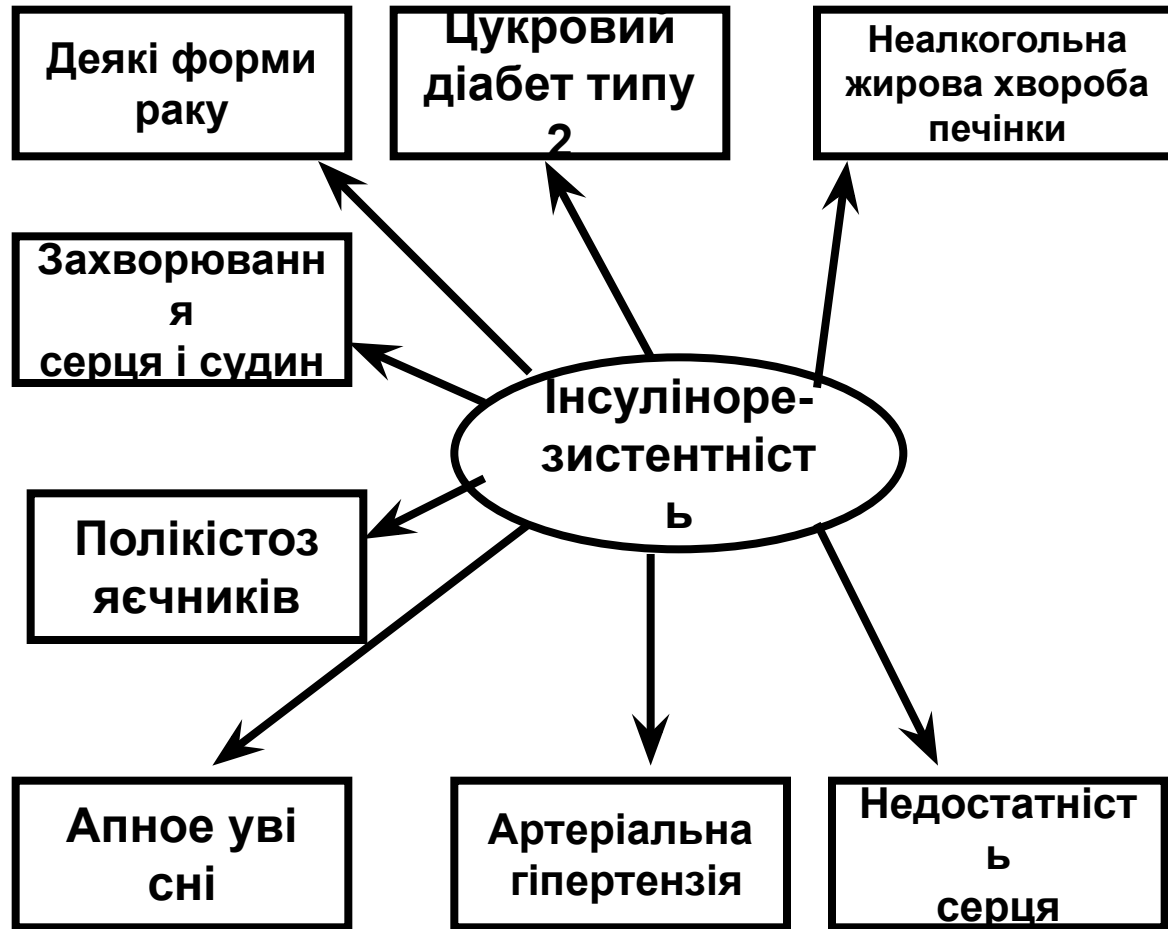 Деякі форми
раку
Цукровий
діабет типу
2
Неалкогольна
жирова хвороба
печінки
Захворюванн
я
серця і судин
Інсуліноре-
зистентніст
ь
Полікістоз
яєчників
Апное уві
сні
Артеріальна
гіпертензія
Недостатніст
ь
серця